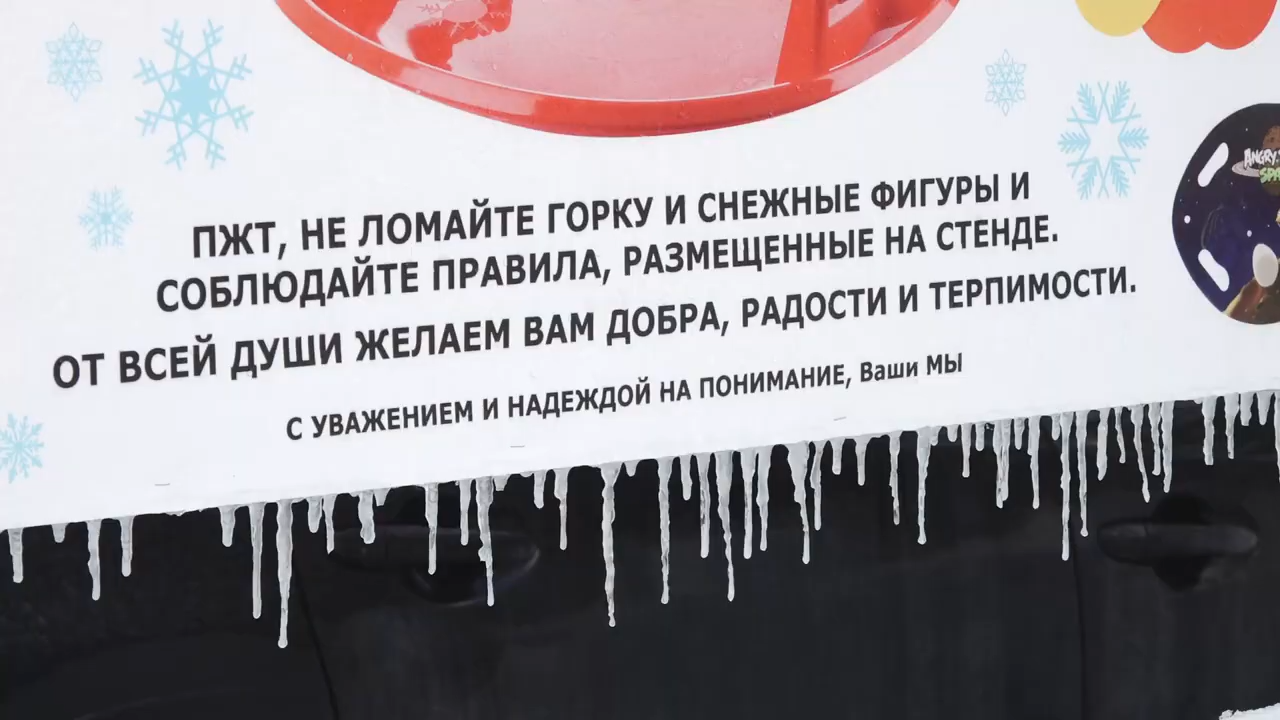 ПЖТ, НЕ ЛОМАЙТЕ ГОРКУ И СНЕЖНЫЕ ФИГУРЫ И
СОБЛЮДАЙТЕ ПРАВИЛА, РАЗМЕЩЕННЫЕ НА СТЕНДЕ.
ОТ ВСЕЙ ДУШИ ЖЕЛАЕМ ВАМ ДОБРА, РАДОСТИ И ТЕРПИМОСТИ.
С УВАЖЕНИЕМ И НАДЕЖДОЙ НА ПОНИМАНИЕ, Ваши МЫ
ANGRY